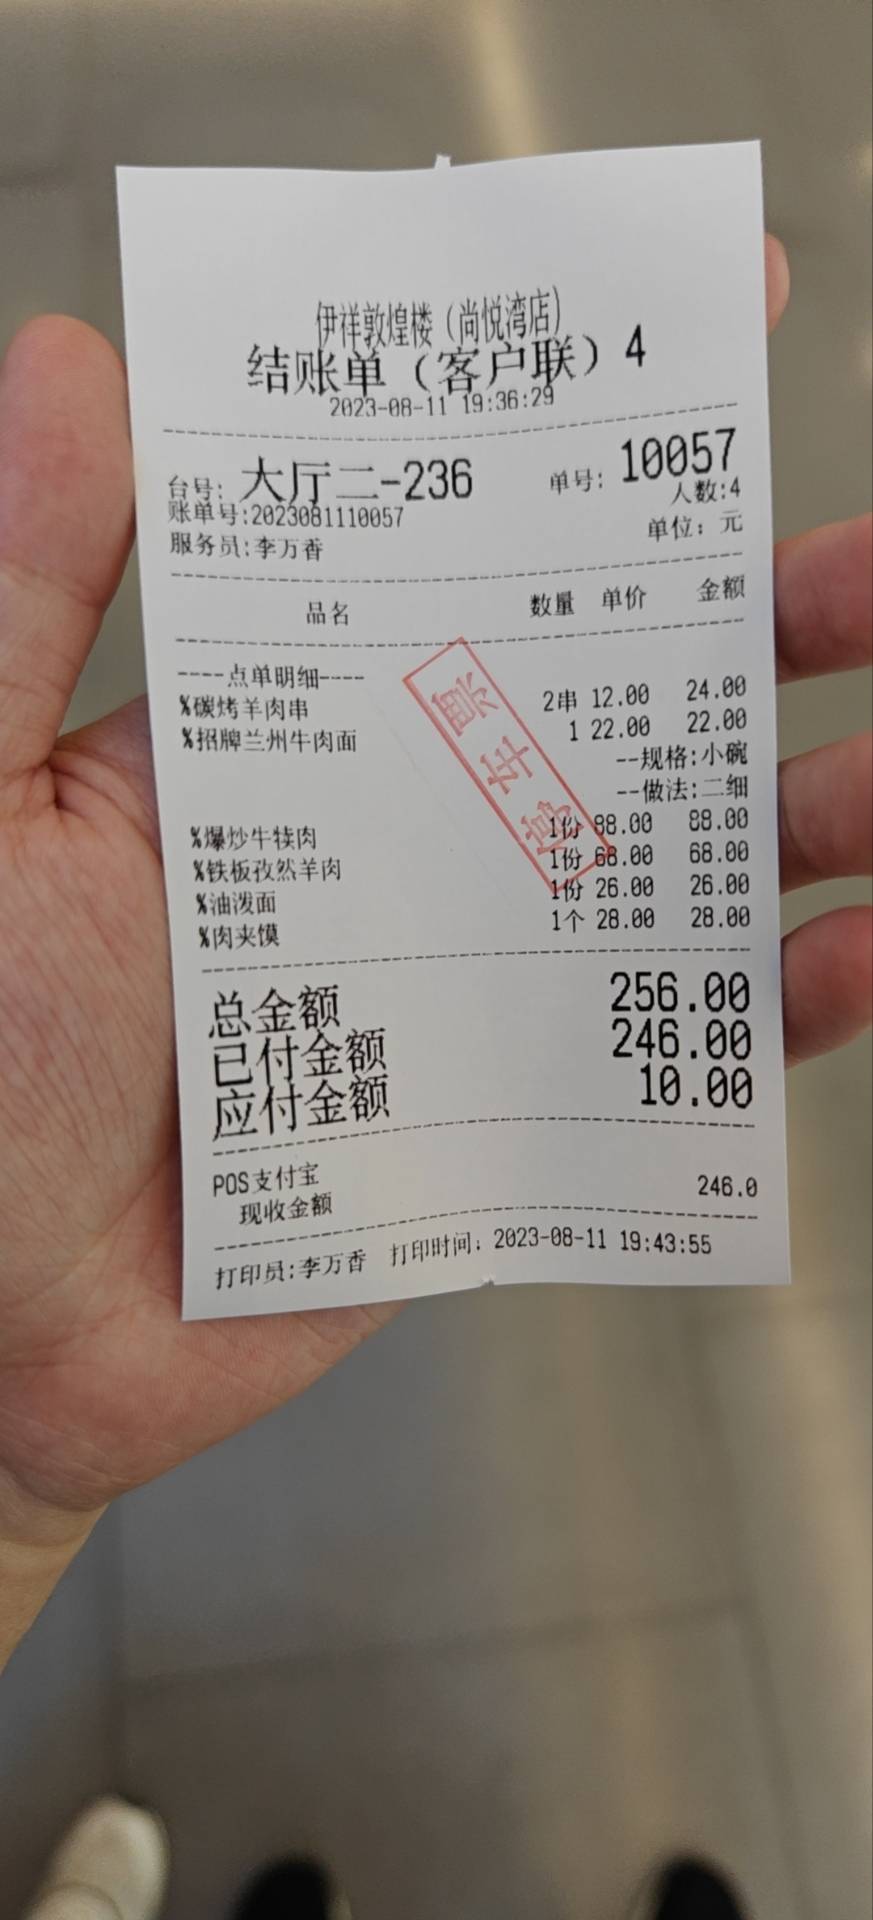 伊祥敦煌楼（尚悦湾店）
结账单（客户联）4
2023-08-11 19:36:29
台号: 大厅二-236 单号: 10057
人数:4
账单号:2023081110057
单位: 元
服务员:李万香
品名 数量 单价 金额
----点单明细----
%碳烤羊肉串 2串 12.00 24.00
%招牌兰州牛肉面 1 22.00 22.00
--规格:小碗
--做法:二细
%爆炒牛犊肉 1份 88.00 88.00
%铁板孜然羊肉 1份 68.00 68.00
%油泼面 1份 26.00 26.00
%肉夹馍 1个 28.00 28.00
总金额 256.00
已付金额 246.00
应付金额 10.00
POS支付宝 246.0
现收金额
打印员:李万香 打印时间: 2023-08-11 19:43:55
停车票